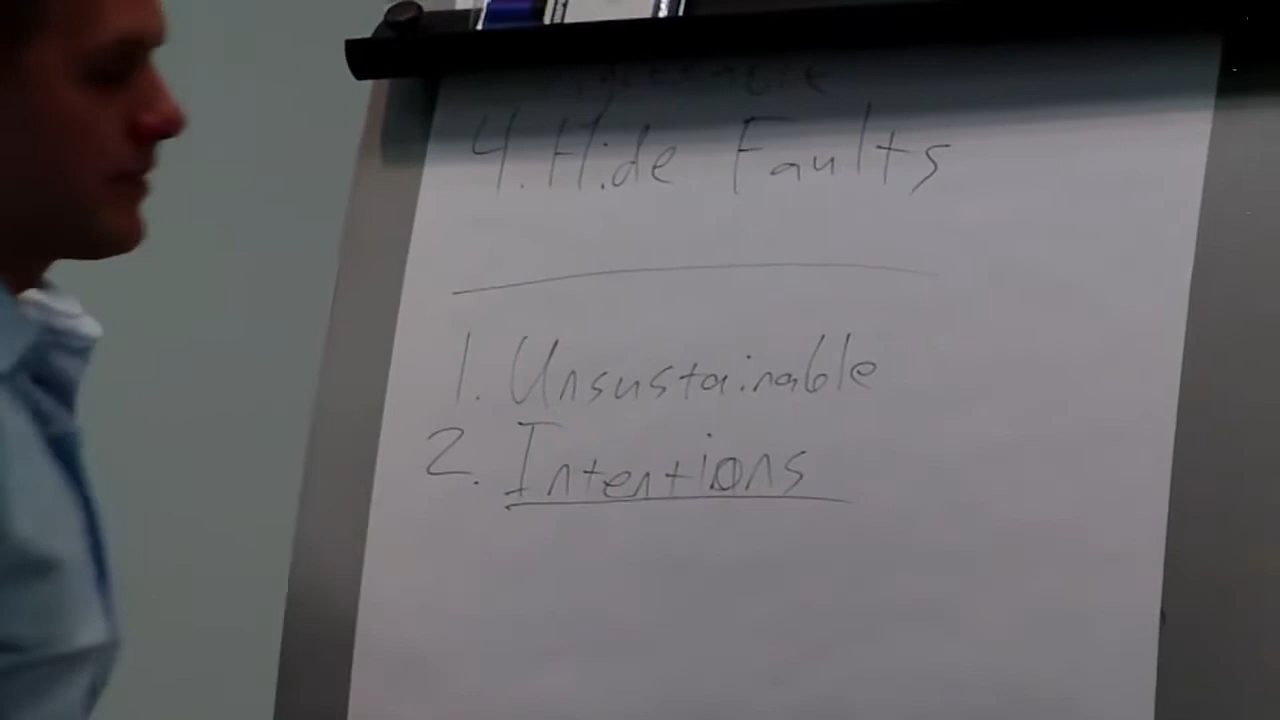 4. Hide Faults
1. Unsustainable
2. Intentions